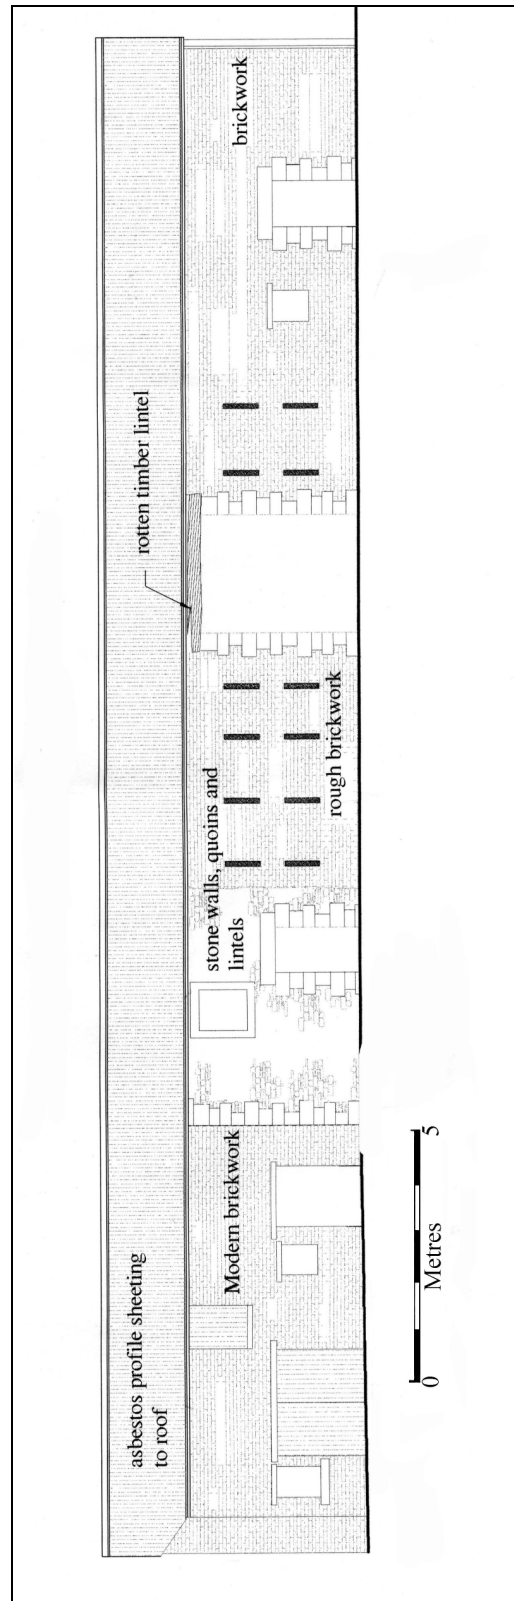 asbestos profile sheeting
to roof
Modern brickwork
stone walls, quoins and
lintels
rotten timber lintel
rough brickwork
brickwork
0
5
Metres